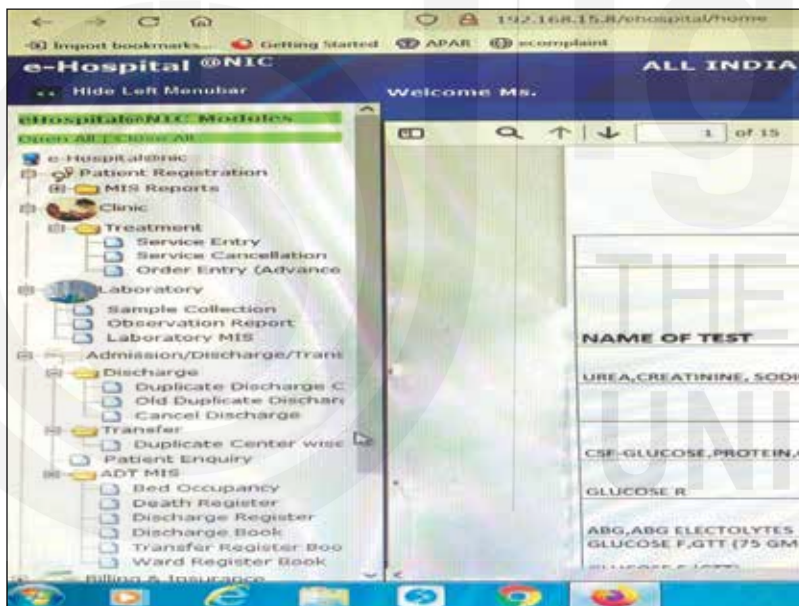 192.168.15.8/ehospital/home
Import bookmarks... Getting Started APAR ecomplaint
e-Hospital @NIC
ALL INDIA
<< Hide Left Menubar
Welcome Ms.
eHospital@NIC Modules
Open All | Close All
1 of 15
e-Hospital@nic
Patient Registration
MIS Reports
Clinic
Treatment
Service Entry
Service Cancellation
Order Entry (Advance
Laboratory
Sample Collection
Observation Report
Laboratory MIS
Admission/Discharge/Trans
Discharge
Duplicate Discharge C
Old Duplicate Dischar
Cancel Discharge
Transfer
Duplicate Center wise
Patient Enquiry
ADT MIS
Bed Occupancy
Death Register
Discharge Register
Discharge Book
Transfer Register Boo
Ward Register Book
Billing & Insurance
NAME OF TEST
UREA,CREATININE, SODI
CSF-GLUCOSE,PROTEIN,
GLUCOSE R
ABG,ABG ELECTOLYTES
GLUCOSE F,GTT (75 GM
THE
UNI